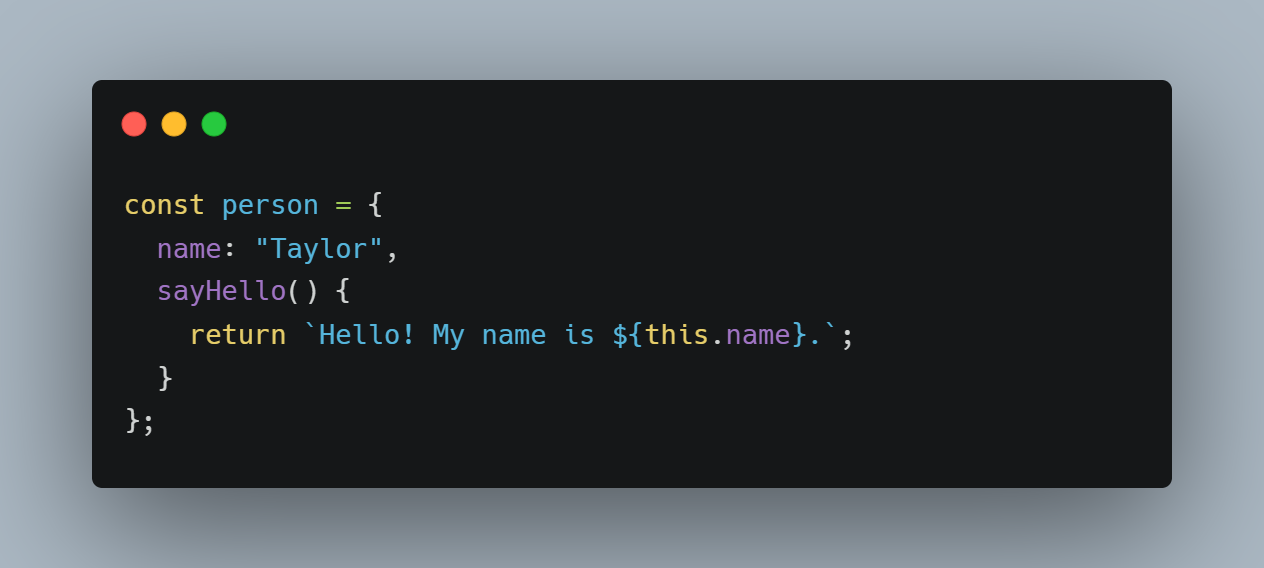 const person = {
  name: "Taylor",
  sayHello() {
    return `Hello! My name is ${this.name}.`;
  }
};